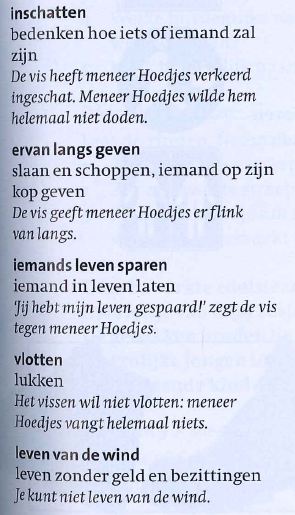 inschatten
bedenken hoe iets of iemand zal
zijn
De vis heeft meneer Hoedjes verkeerd
ingeschat. Meneer Hoedjes wilde hem
helemaal niet doden.
ervan langs geven
slaan en schoppen, iemand op zijn
kop geven
De vis geeft meneer Hoedjes er flink
van langs.
iemands leven sparen
iemand in leven laten
'Jij hebt mijn leven gespaard!' zegt de vis
tegen meneer Hoedjes.
vlotten
lukken
Het vissen wil niet vlotten: meneer
Hoedjes vangt helemaal niets.
leven van de wind
leven zonder geld en bezittingen
Je kunt niet leven van de wind.